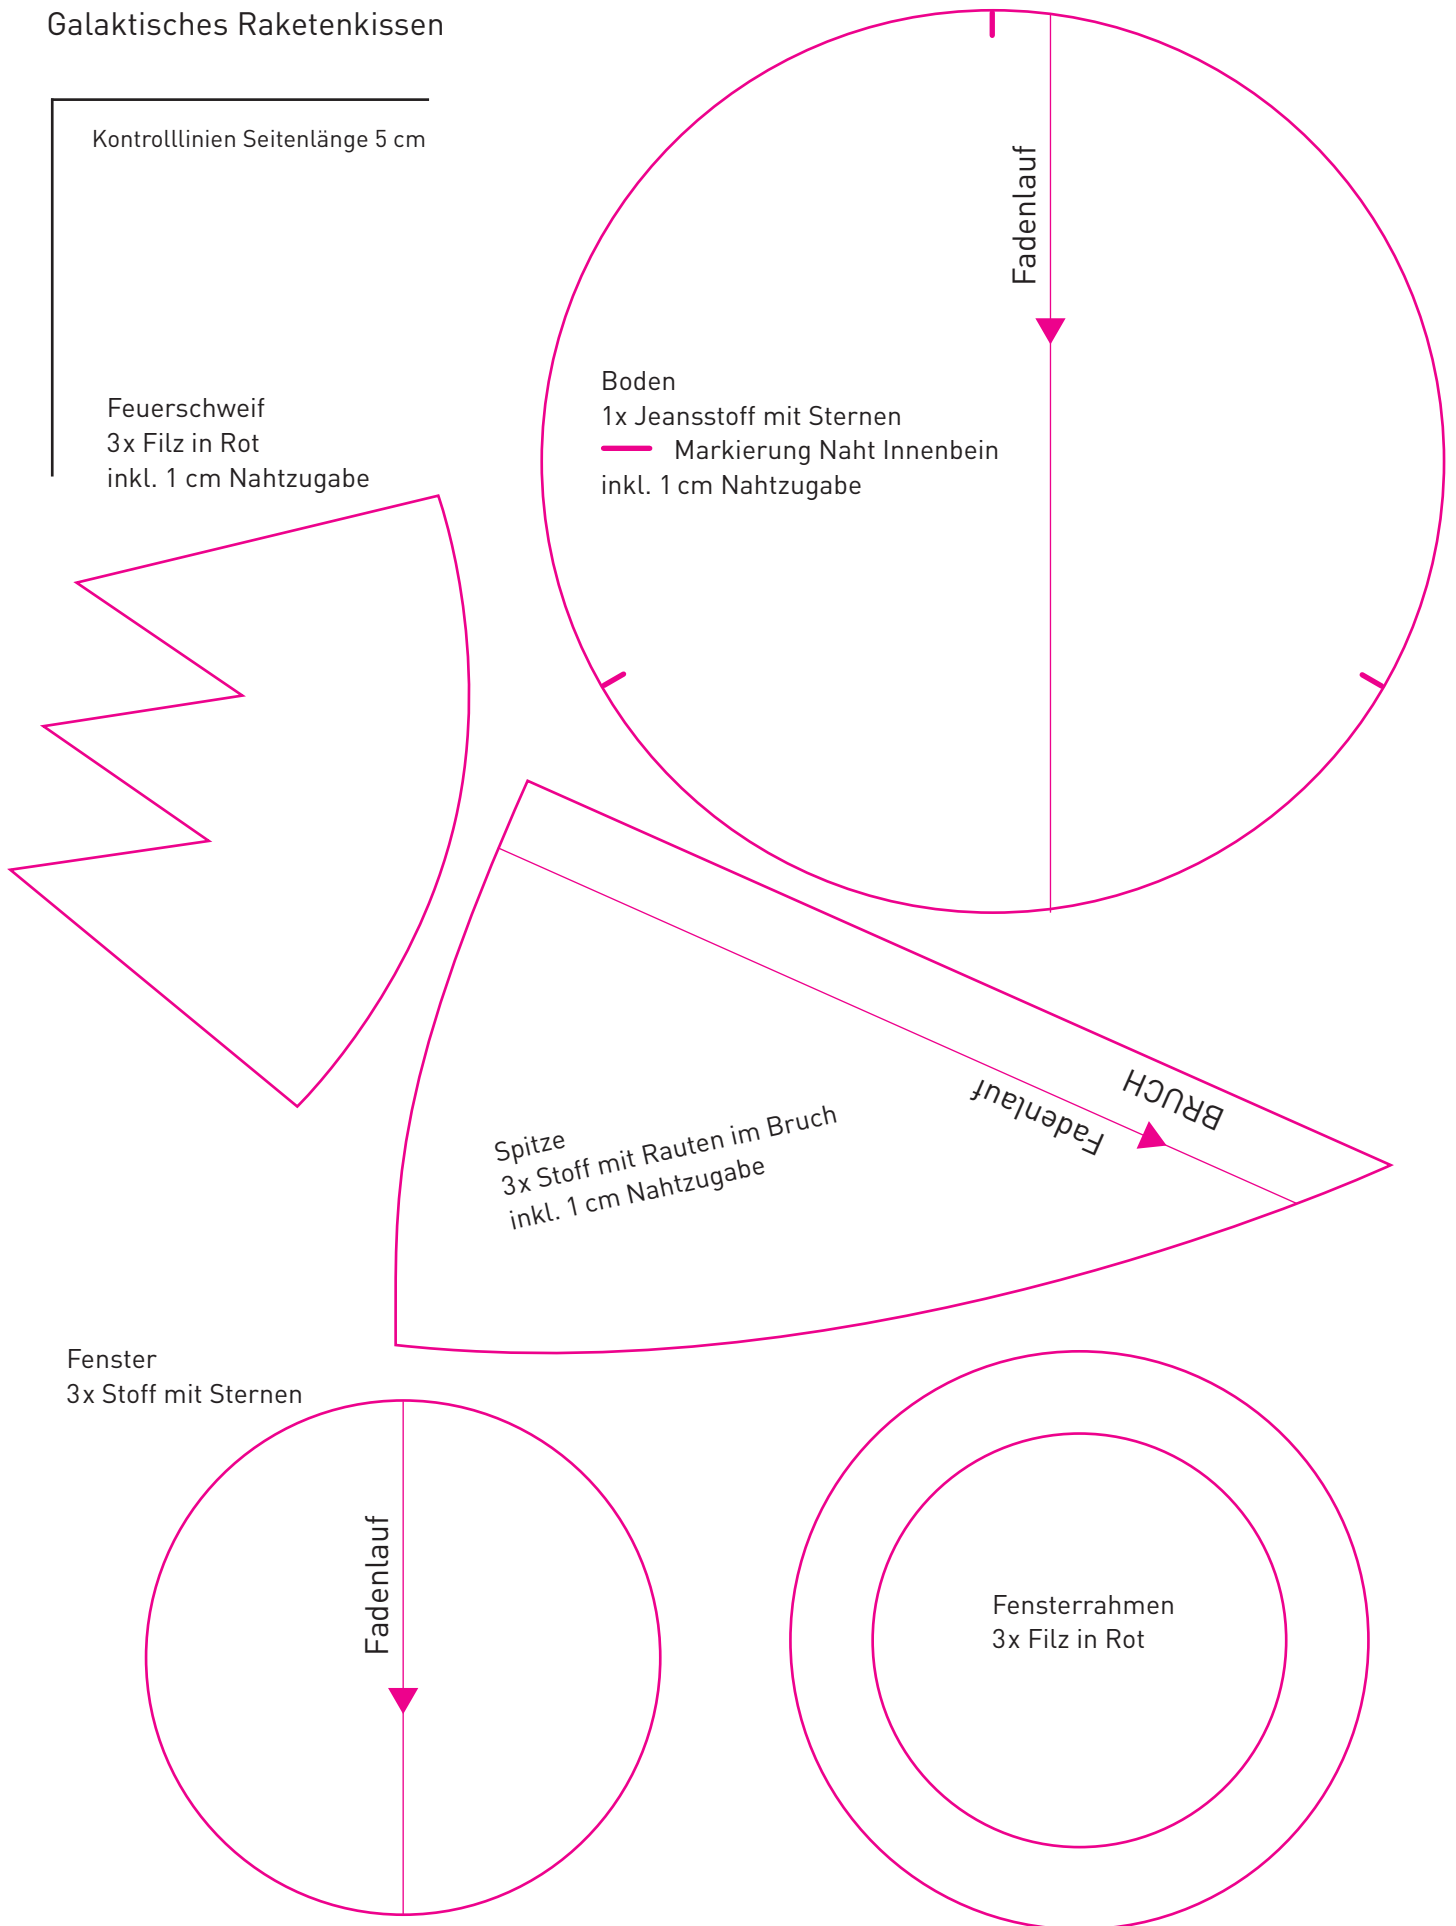 Galaktisches Raketenkissen
Kontrolllinien Seitenlänge 5 cm
Fadenlauf
Boden
1x Jeansstoff mit Sternen
Markierung Naht Innenbein
inkl. 1 cm Nahtzugabe
Feuerschweif
3x Filz in Rot
inkl. 1 cm Nahtzugabe
BRUCH
Fadenlauf
Spitze
3x Stoff mit Rauten im Bruch
inkl. 1 cm Nahtzugabe
Fenster
3x Stoff mit Sternen
Fadenlauf
Fensterrahmen
3x Filz in Rot